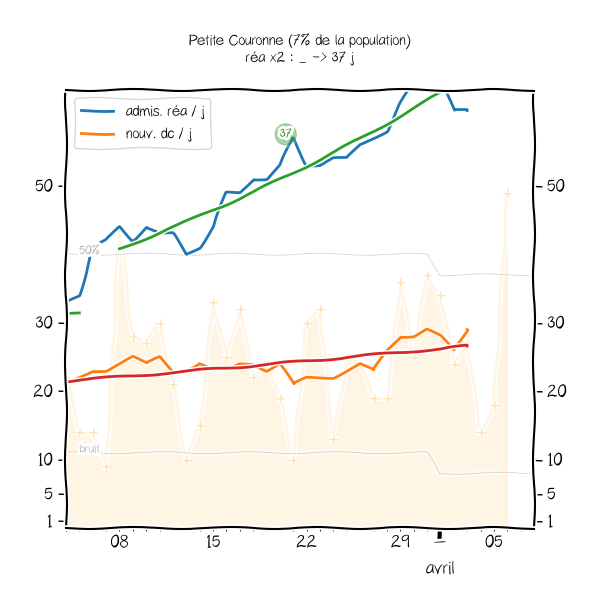 Petite Couronne (7% de la population)
réa x2 : _ -> 37 j
admis. réa / j
nouv. dc / j
37
50 50
50%
30 30
20 20
bruit
10 10
5 5
1 1
08 15 22 29 1 05
avril